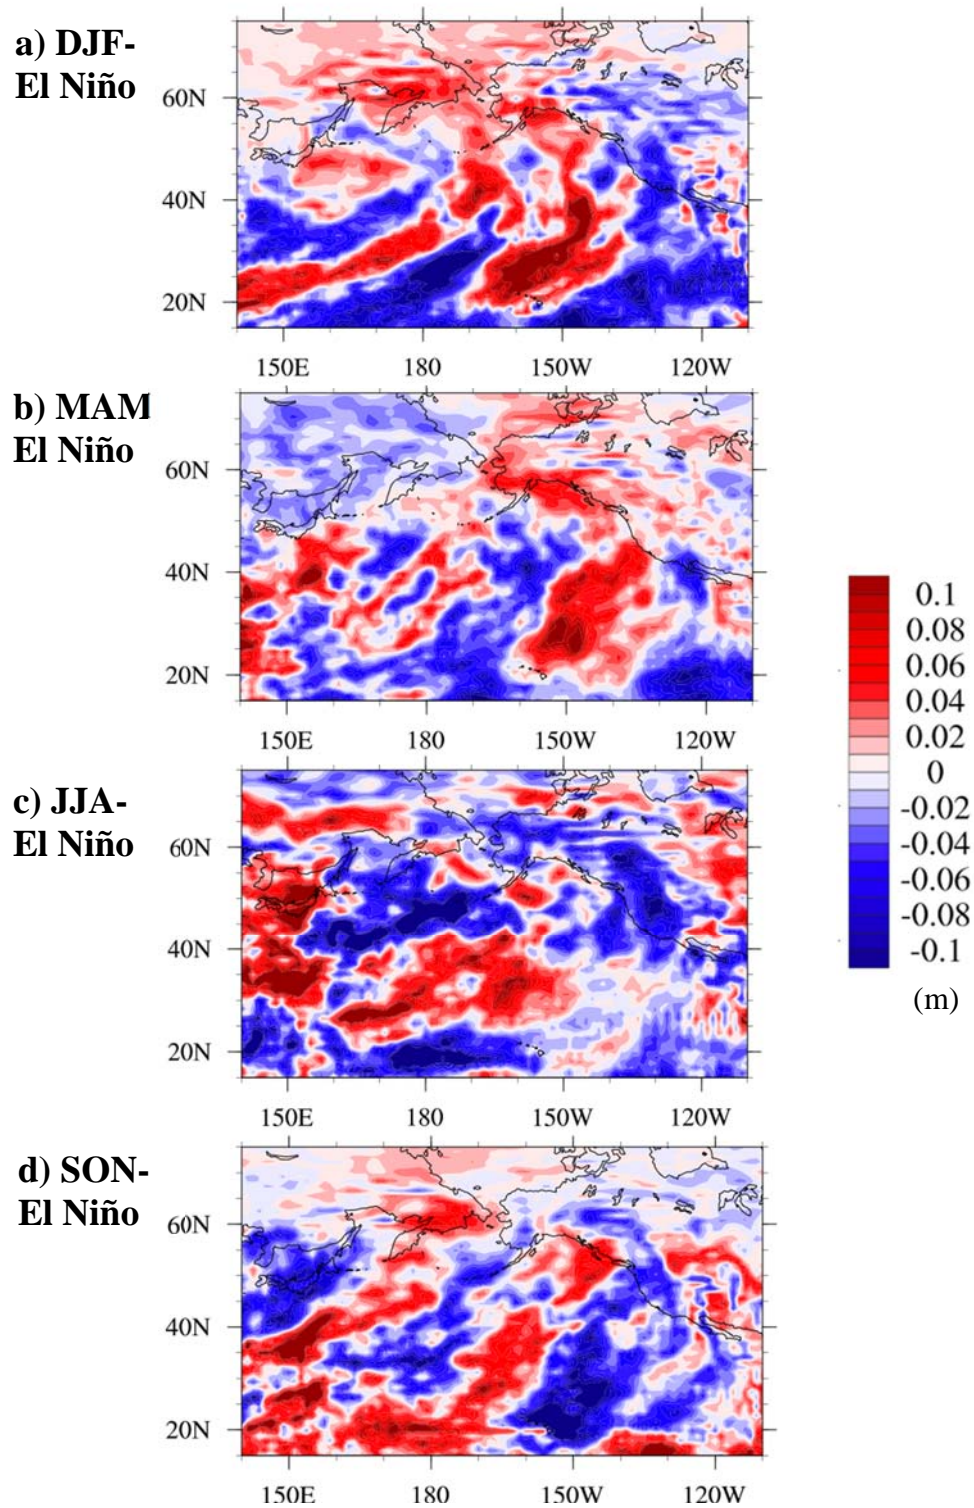 a) DJF-
El Niño
60N
40N
20N
150E 180 150W 120W
b) MAM
El Niño
60N
40N
20N
150E 180 150W 120W
c) JJA-
El Niño
60N
40N
20N
150E 180 150W 120W
d) SON-
El Niño
60N
40N
20N
150E 180 150W 120W
0.1
0.08
0.06
0.04
0.02
0
-0.02
-0.04
-0.06
-0.08
-0.1
(m)